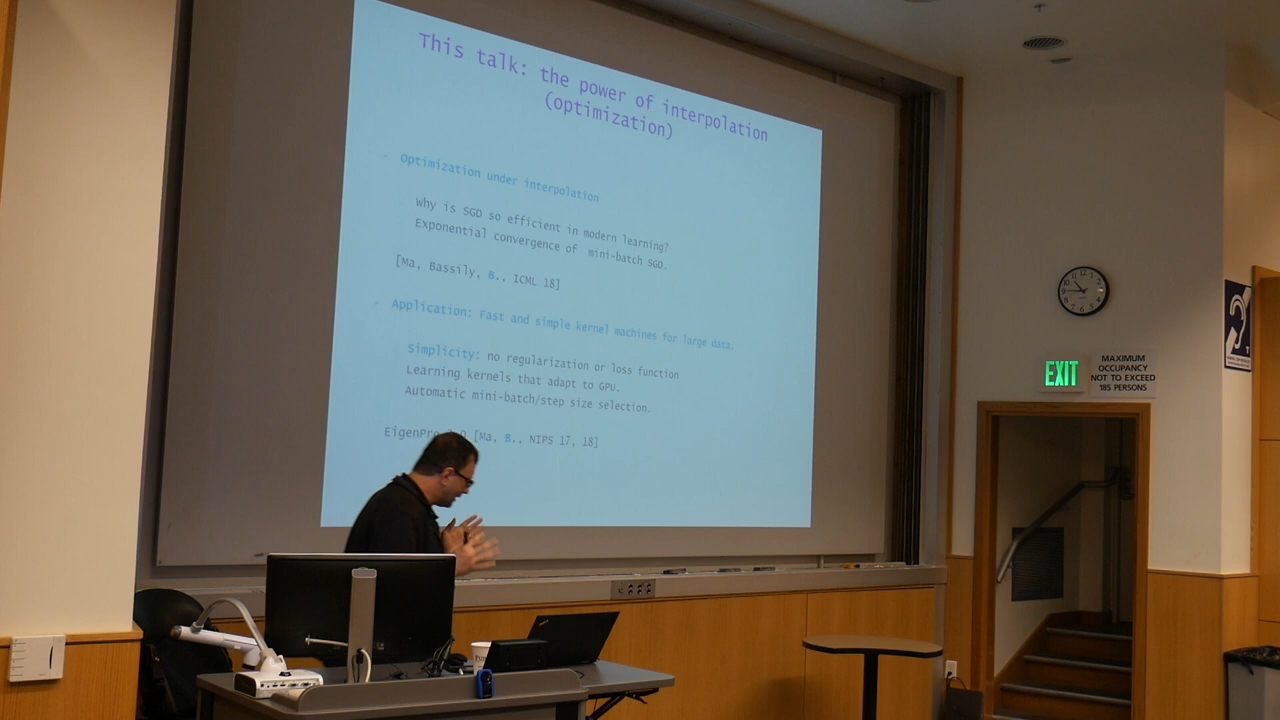 This talk: the power of interpolation
(optimization)
- Optimization under interpolation
Why is SGD so efficient in modern learning?
Exponential convergence of mini-batch SGD.
[Ma, Bassily, B., ICML 18]
- Application: Fast and simple kernel machines for large data.
Simplicity: no regularization or loss function
Learning kernels that adapt to GPU.
Automatic mini-batch/step size selection.
[Ma, B., NIPS 17, 18]
EXIT
MAXIMUM
OCCUPANCY
NOT TO EXCEED
185 PERSONS
T